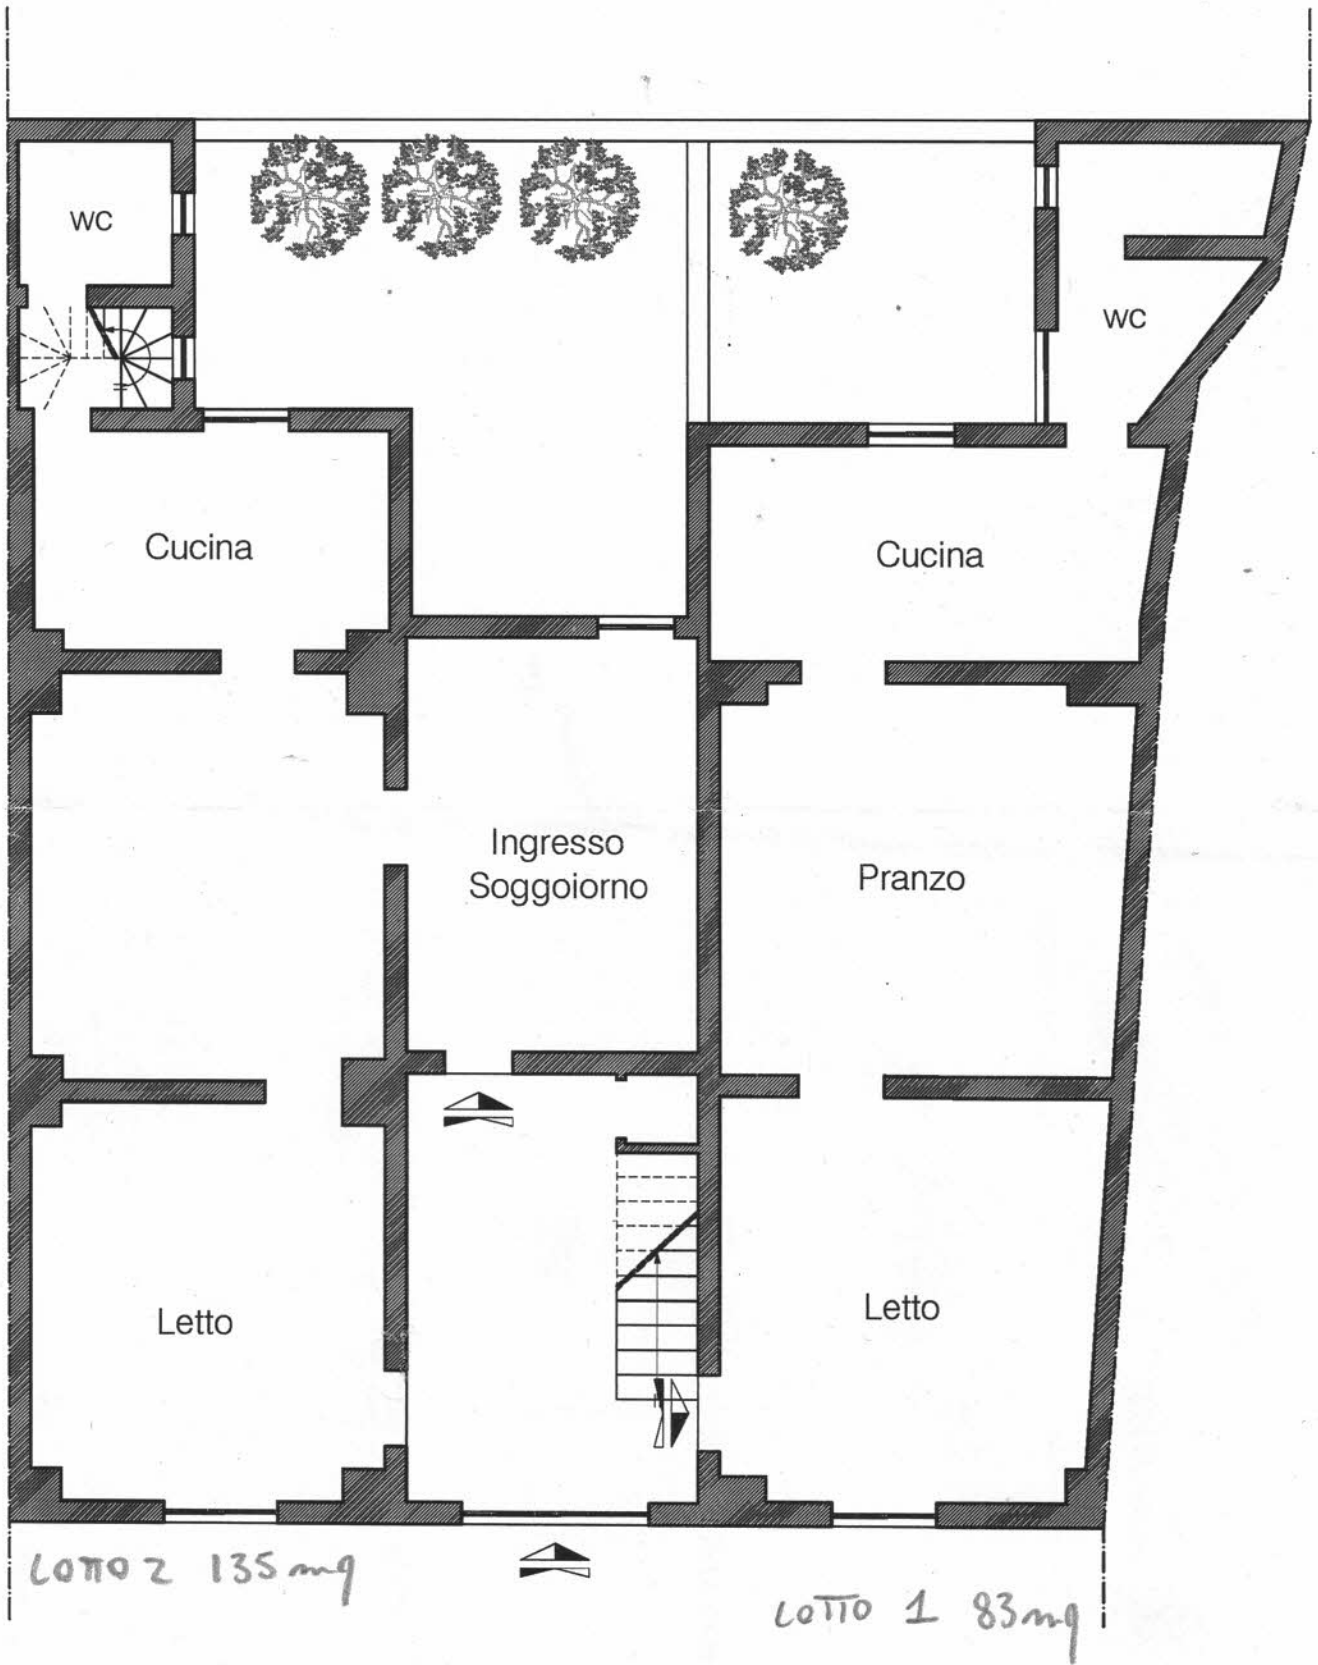 wc
wc
Cucina
Cucina
Ingresso
Soggoiorno
Pranzo
Letto
Letto
LOTTO 2 135 mq
LOTTO 1 83 mq